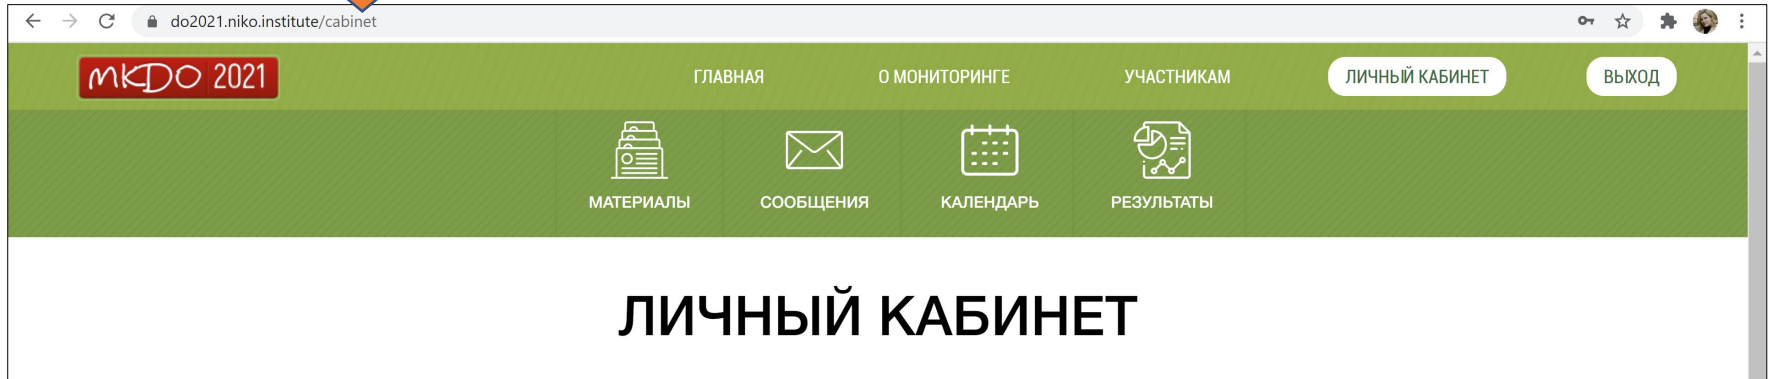 do2021.niko.institute/cabinet
МКДО 2021
ГЛАВНАЯ О МОНИТОРИНГЕ УЧАСТНИКАМ ЛИЧНЫЙ КАБИНЕТ ВЫХОД
МАТЕРИАЛЫ СООБЩЕНИЯ КАЛЕНДАРЬ РЕЗУЛЬТАТЫ
ЛИЧНЫЙ КАБИНЕТ